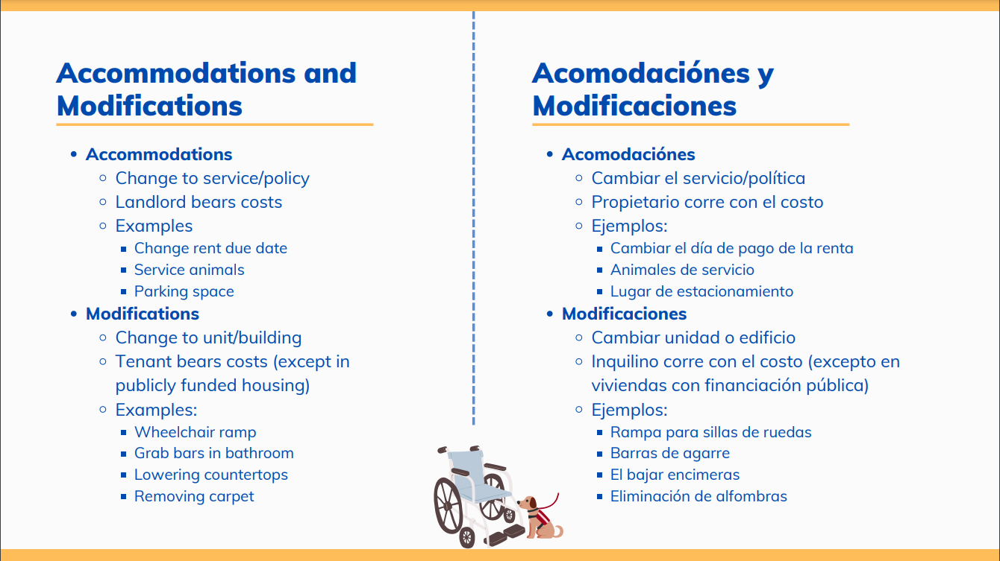 Accommodations and
Modifications
Accommodations
Change to service/policy
Landlord bears costs
Examples
Change rent due date
Service animals
Parking space
Modifications
Change to unit/building
Tenant bears costs (except in
publicly funded housing)
Examples:
Wheelchair ramp
Grab bars in bathroom
Lowering countertops
Removing carpet
Acomodaciónes y
Modificaciones
Acomodaciónes
Cambiar el servicio/política
Propietario corre con el costo
Ejemplos:
Cambiar el día de pago de la renta
Animales de servicio
Lugar de estacionamiento
Modificaciones
Cambiar unidad o edificio
Inquilino corre con el costo (excepto en
viviendas con financiación pública)
Ejemplos:
Rampa para sillas de ruedas
Barras de agarre
El bajar encimeras
Eliminación de alfombras